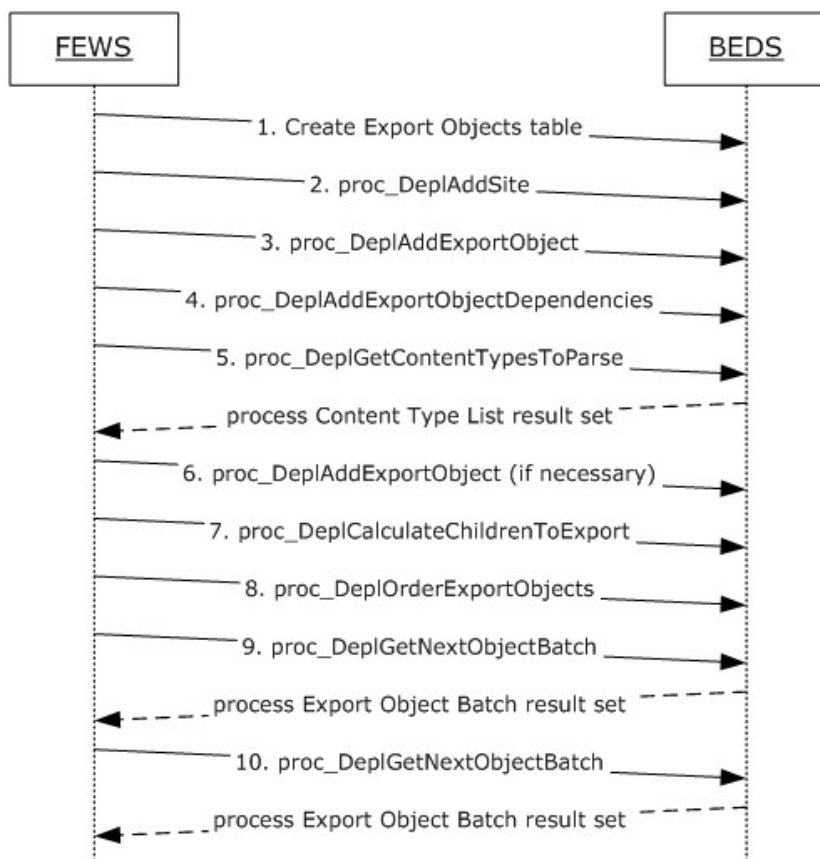 FEWS
BEDS
1. Create Export Objects table
2. proc_DeplAddSite
3. proc_DeplAddExportObject
4. proc_DeplAddExportObjectDependencies
5. proc_DeplGetContentTypesToParse
process Content Type List result set
6. proc_DeplAddExportObject (if necessary)
7. proc_DeplCalculateChildrenToExport
8. proc_DeplOrderExportObjects
9. proc_DeplGetNextObjectBatch
process Export Object Batch result set
10. proc_DeplGetNextObjectBatch
process Export Object Batch result set